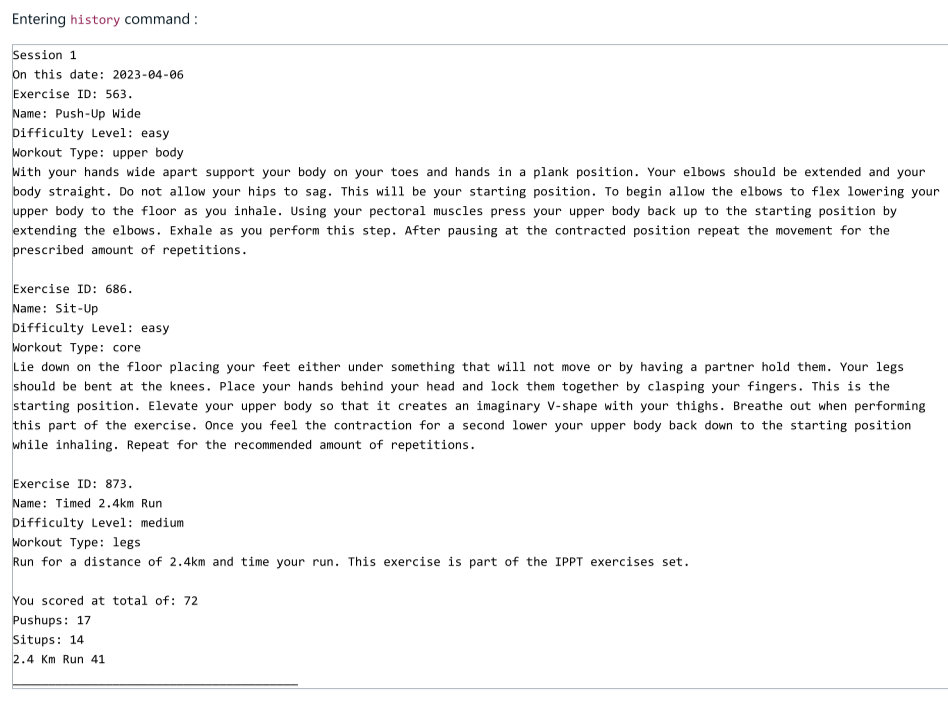 Entering history command :
Session 1
On this date: 2023-04-06
Exercise ID: 563.
Name: Push-Up Wide
Difficulty Level: easy
Workout Type: upper body
With your hands wide apart support your body on your toes and hands in a plank position. Your elbows should be extended and your
body straight. Do not allow your hips to sag. This will be your starting position. To begin allow the elbows to flex lowering your
upper body to the floor as you inhale. Using your pectoral muscles press your upper body back up to the starting position by
extending the elbows. Exhale as you perform this step. After pausing at the contracted position repeat the movement for the
prescribed amount of repetitions.
Exercise ID: 686.
Name: Sit-Up
Difficulty Level: easy
Workout Type: core
Lie down on the floor placing your feet either under something that will not move or by having a partner hold them. Your legs
should be bent at the knees. Place your hands behind your head and lock them together by clasping your fingers. This is the
starting position. Elevate your upper body so that it creates an imaginary V-shape with your thighs. Breathe out when performing
this part of the exercise. Once you feel the contraction for a second lower your upper body back down to the starting position
while inhaling. Repeat for the recommended amount of repetitions.
Exercise ID: 873.
Name: Timed 2.4km Run
Difficulty Level: medium
Workout Type: legs
Run for a distance of 2.4km and time your run. This exercise is part of the IPPT exercises set.
You scored at total of: 72
Pushups: 17
Situps: 14
2.4 Km Run 41